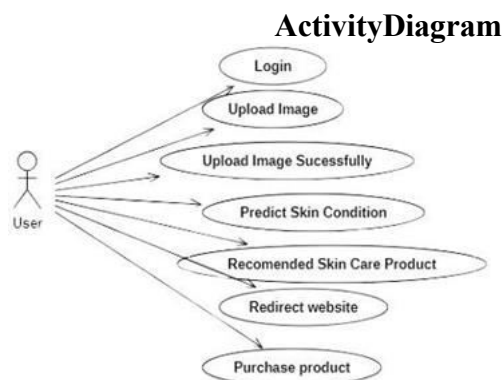 ActivityDiagram
Login
Upload Image
Upload Image Sucessfully
Predict Skin Condition
User
Recomended Skin Care Product
Redirect website
Purchase product